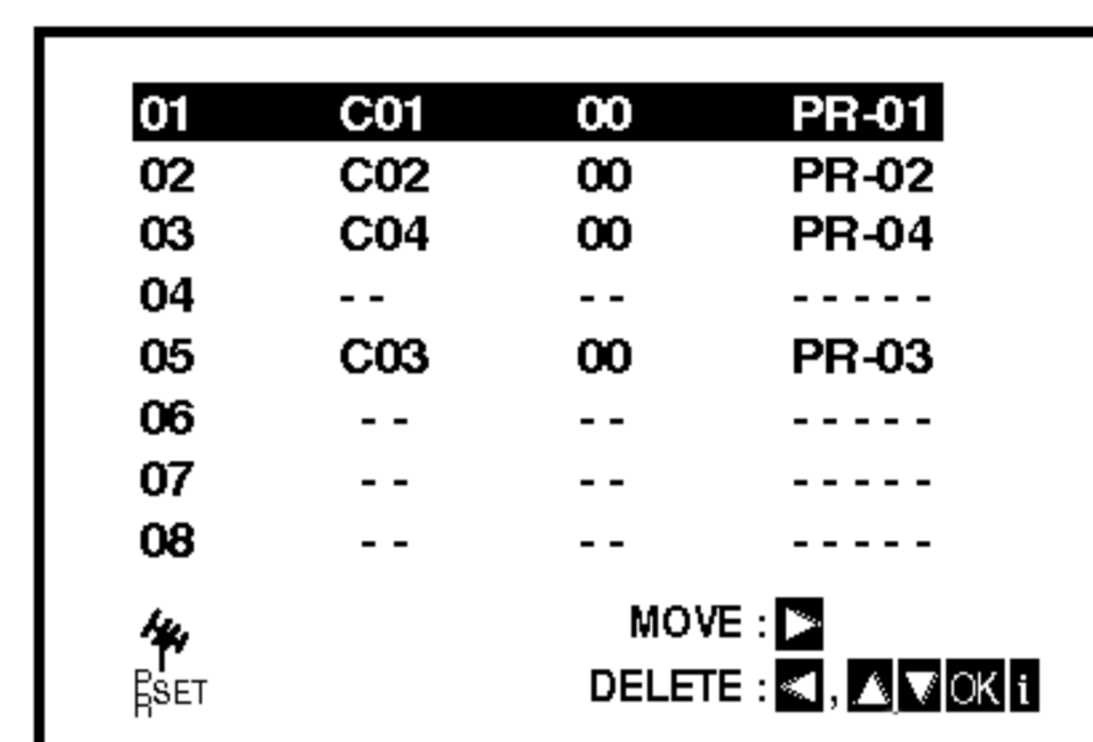 01 C01 00 PR-01
02 C02 00 PR-02
03 C04 00 PR-04
04 -- -- -----
05 C03 00 PR-03
06 -- -- -----
07 -- -- -----
08 -- -- -----
MOVE : ▶
PR SET
DELETE : ◀ , ▲ ▼ OK i